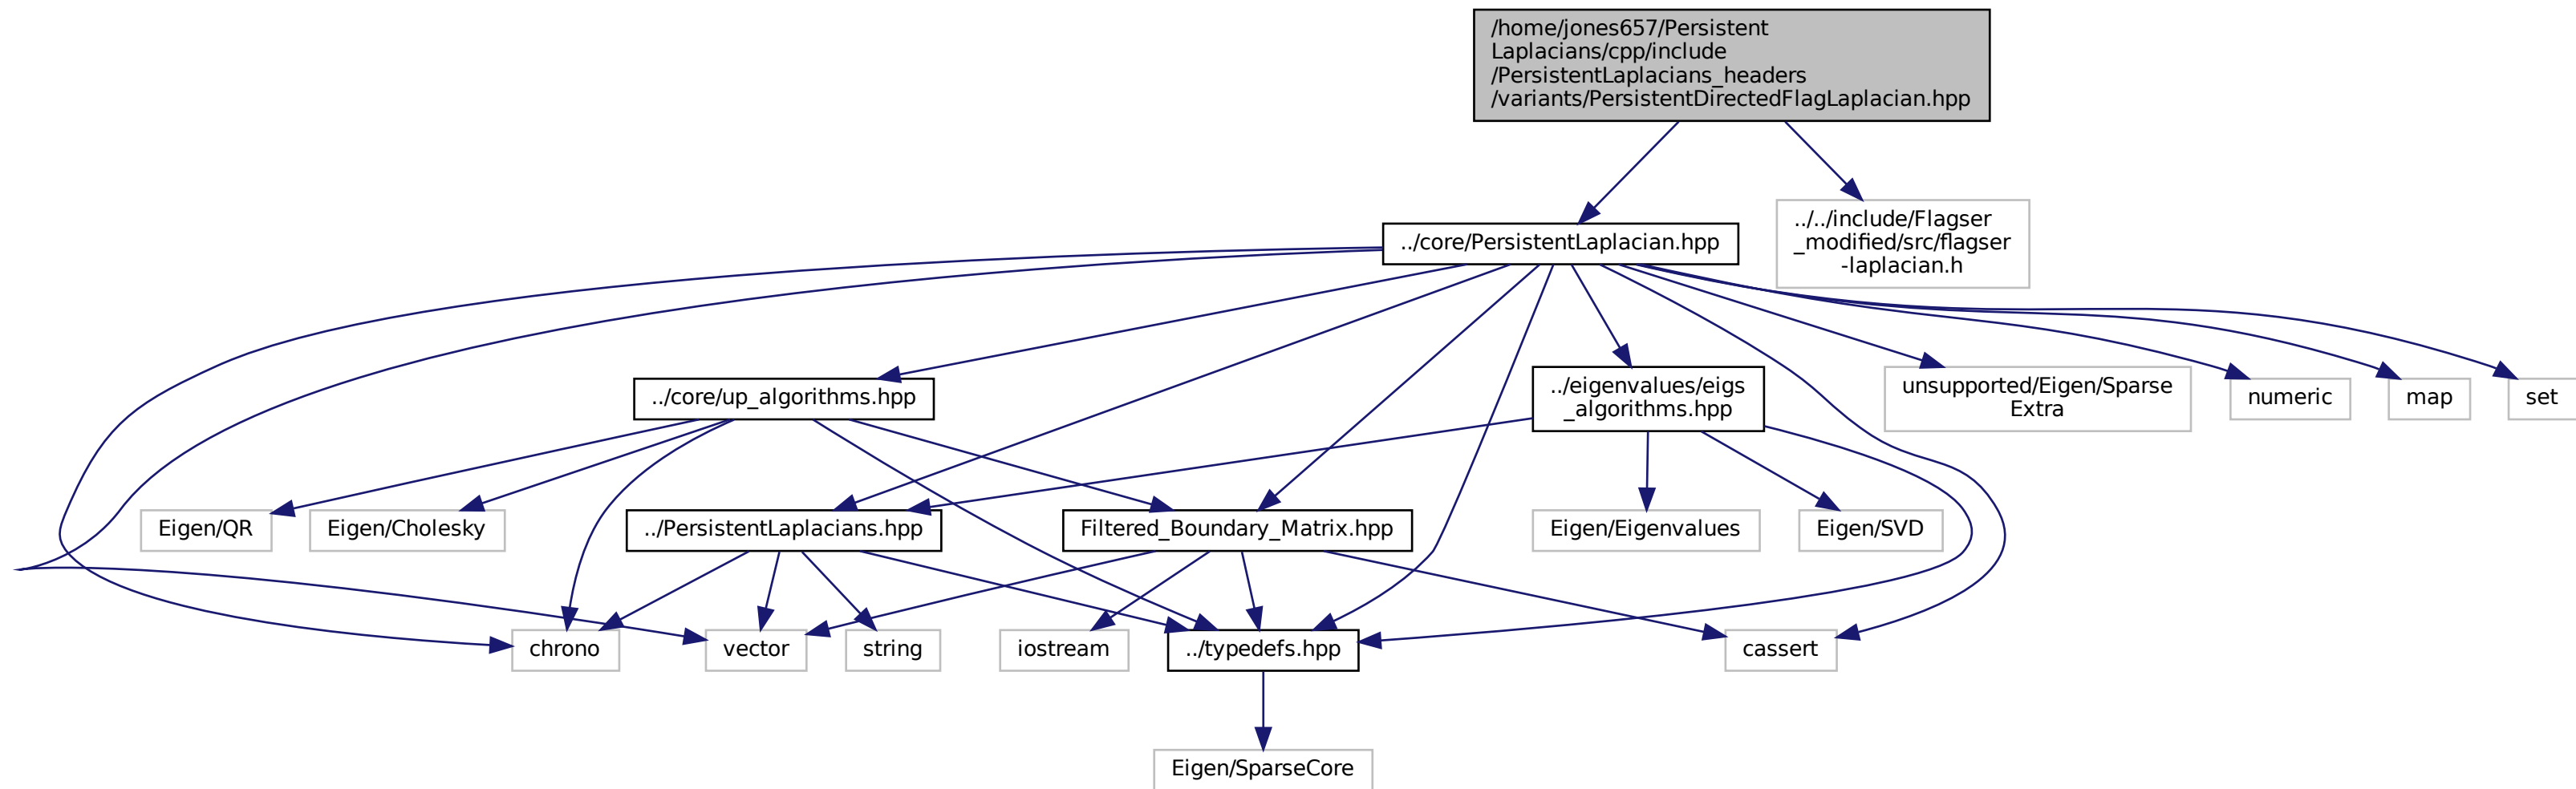 /home/jones657/Persistent
Laplacians/cpp/include
/PersistentLaplacians_headers
/variants/PersistentDirectedFlagLaplacian.hpp
../core/PersistentLaplacian.hpp
../../include/Flagser
_modified/src/flagser
-laplacian.h
../core/up_algorithms.hpp
../eigenvalues/eigs
_algorithms.hpp
unsupported/Eigen/Sparse
Extra
numeric
map
set
Eigen/QR
Eigen/Cholesky
../PersistentLaplacians.hpp
Filtered_Boundary_Matrix.hpp
Eigen/Eigenvalues
Eigen/SVD
chrono
vector
string
iostream
../typedefs.hpp
cassert
Eigen/SparseCore